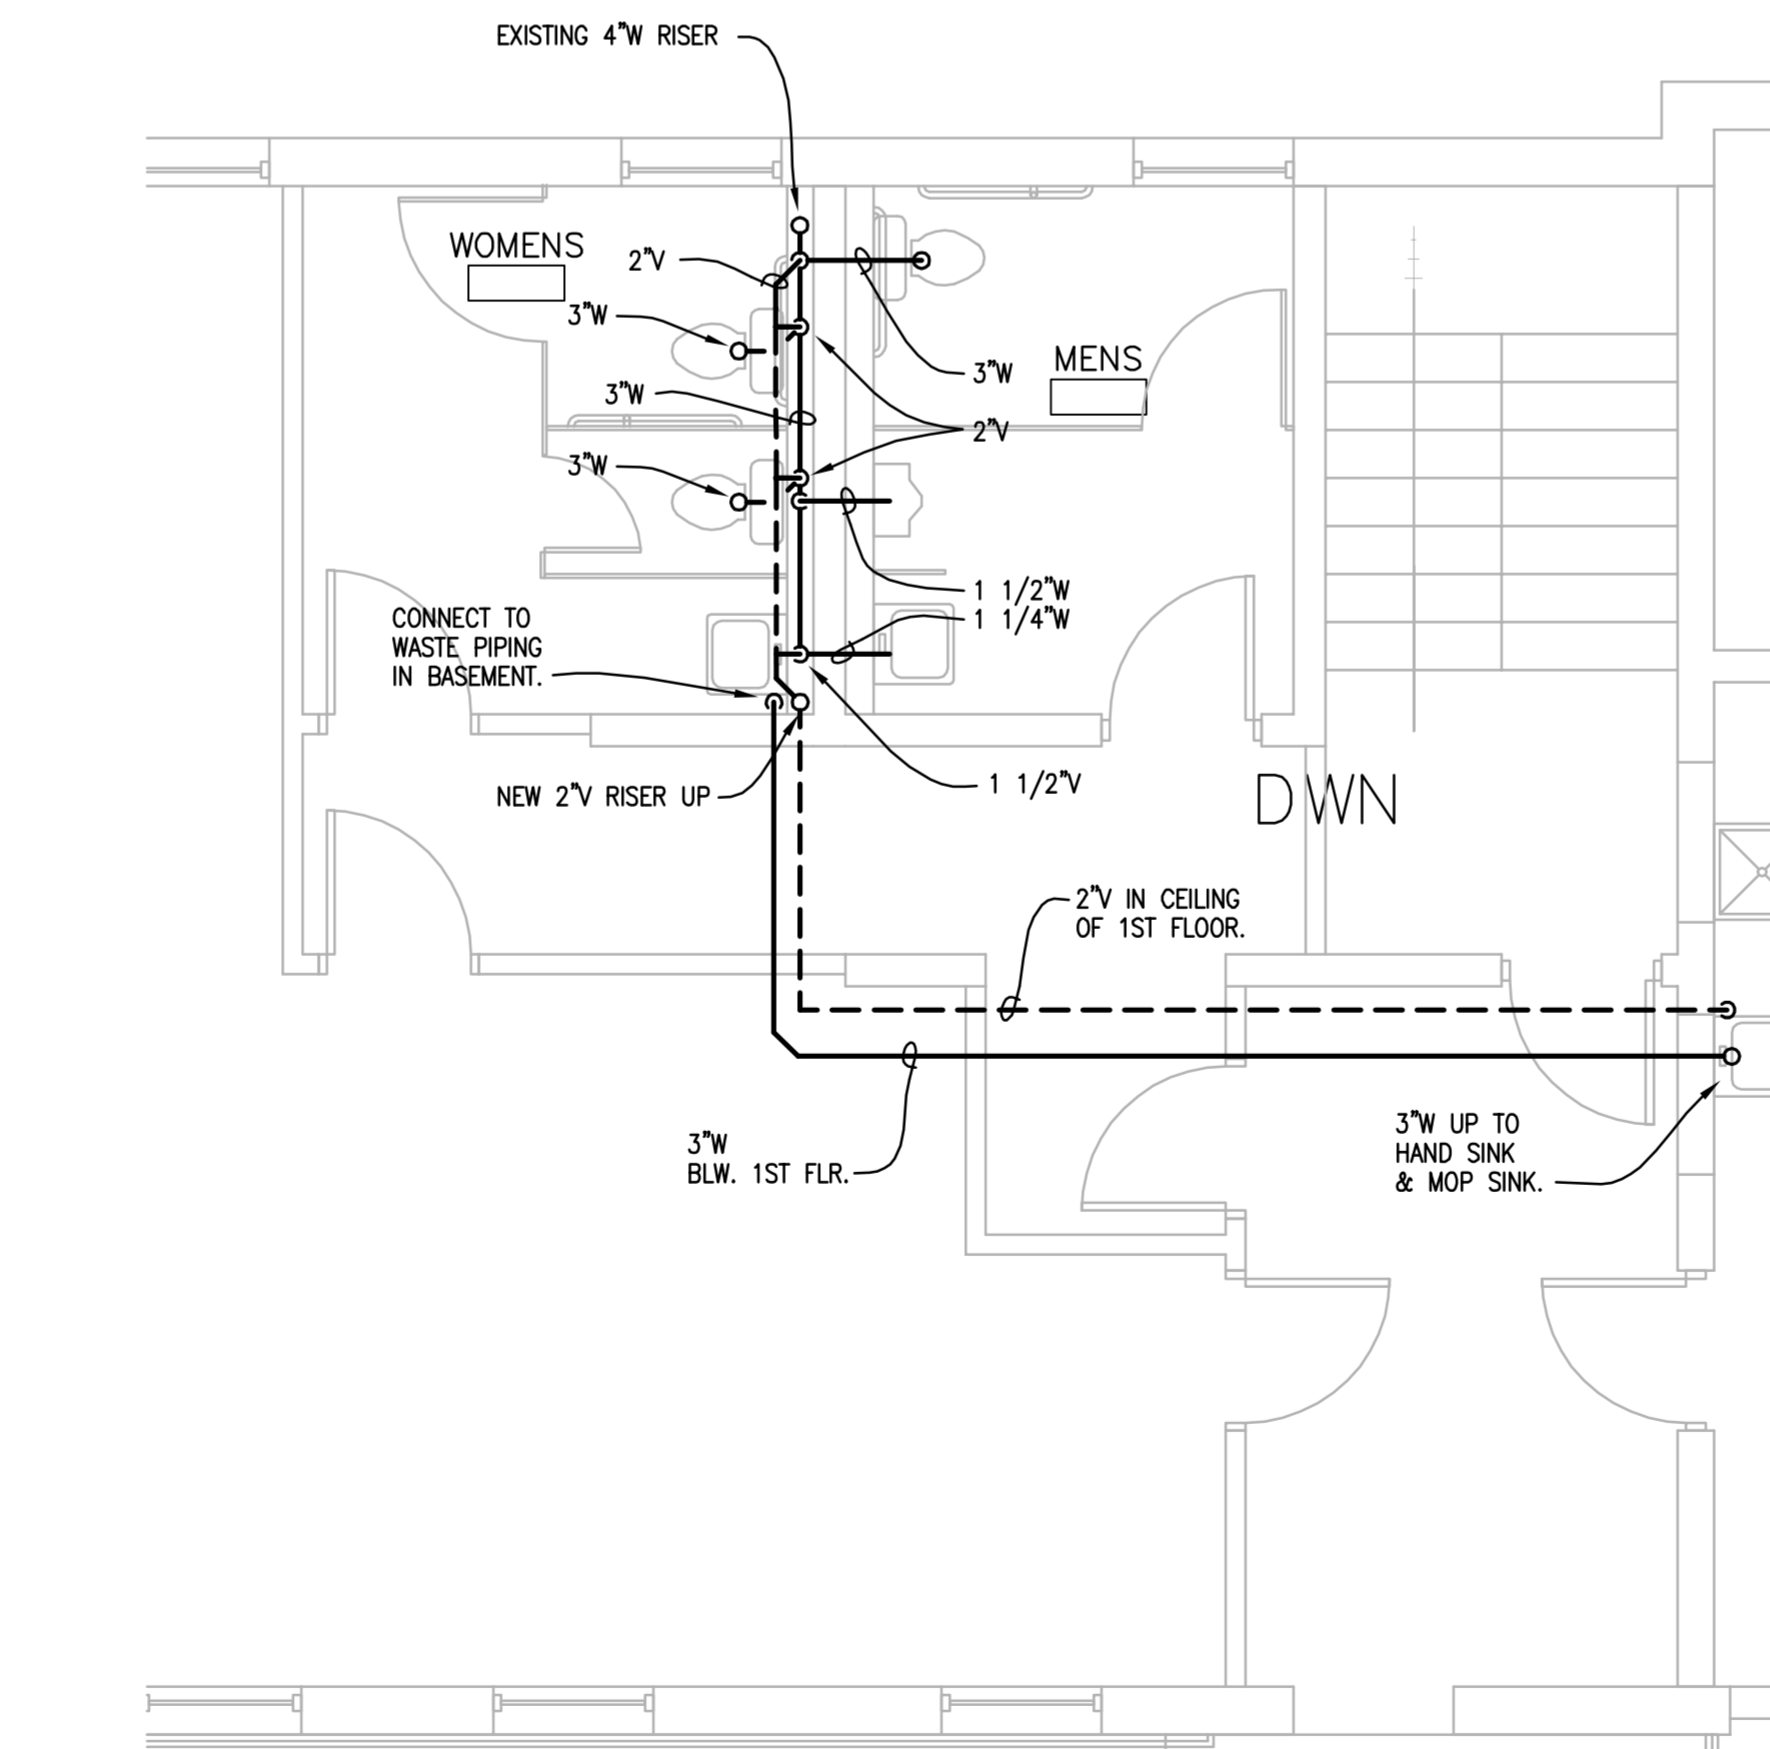 EXISTING 4"W RISER
WOMENS
2"V
3"W
3"W
MENS
3"W
2"V
3"W
1 1/2"W
1 1/4"W
CONNECT TO
WASTE PIPING
IN BASEMENT.
NEW 2"V RISER UP
1 1/2"V
DWN
2"V IN CEILING
OF 1ST FLOOR.
3"W
BLW. 1ST FLR.
3"W UP TO
HAND SINK
& MOP SINK.